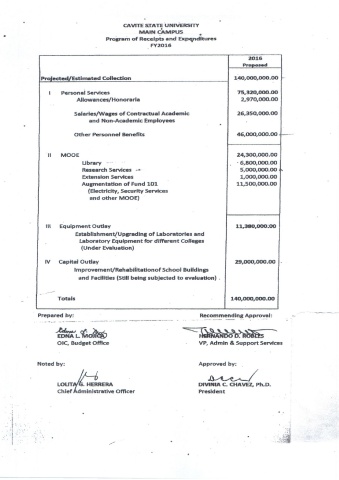 CAVITE STATE UNIVERSITY
MAIN CAMPUS
Program of Receipts and Expenditures
FY2016
2016
Proposed
Projected/Estimated Collection 140,000,000.00
I Personal Services 75,320,000.00
Allowances/Honoraria 2,970,000.00
Salaries/Wages of Contractual Academic 26,350,000.00
and Non-Academic Employees
Other Personnel Benefits 46,000,000.00
II MOOE 24,300,000.00
Library 6,800,000.00
Research Services 5,000,000.00
Extension Services 1,000,000.00
Augmentation of Fund 101 11,500,000.00
(Electricity, Security Services
and other MOOE)
III Equipment Outlay 11,380,000.00
Establishment/Upgrading of Laboratories and
Laboratory Equipment for different Colleges
(Under Evaluation)
IV Capital Outlay 29,000,000.00
Improvement/Rehabilitationof School Buildings
and Facilities (Still being subjected to evaluation) .
Totals 140,000,000.00
Prepared by: Recommending Approval:
EDNA L. HERNANDO D. ROBLES
OIC, Budget Office VP, Admin & Support Services
Noted by: Approved by:
LOLITA G. HERRERA DIVINIA C. CHAVEZ, Ph.D.
Chief Administrative Officer President